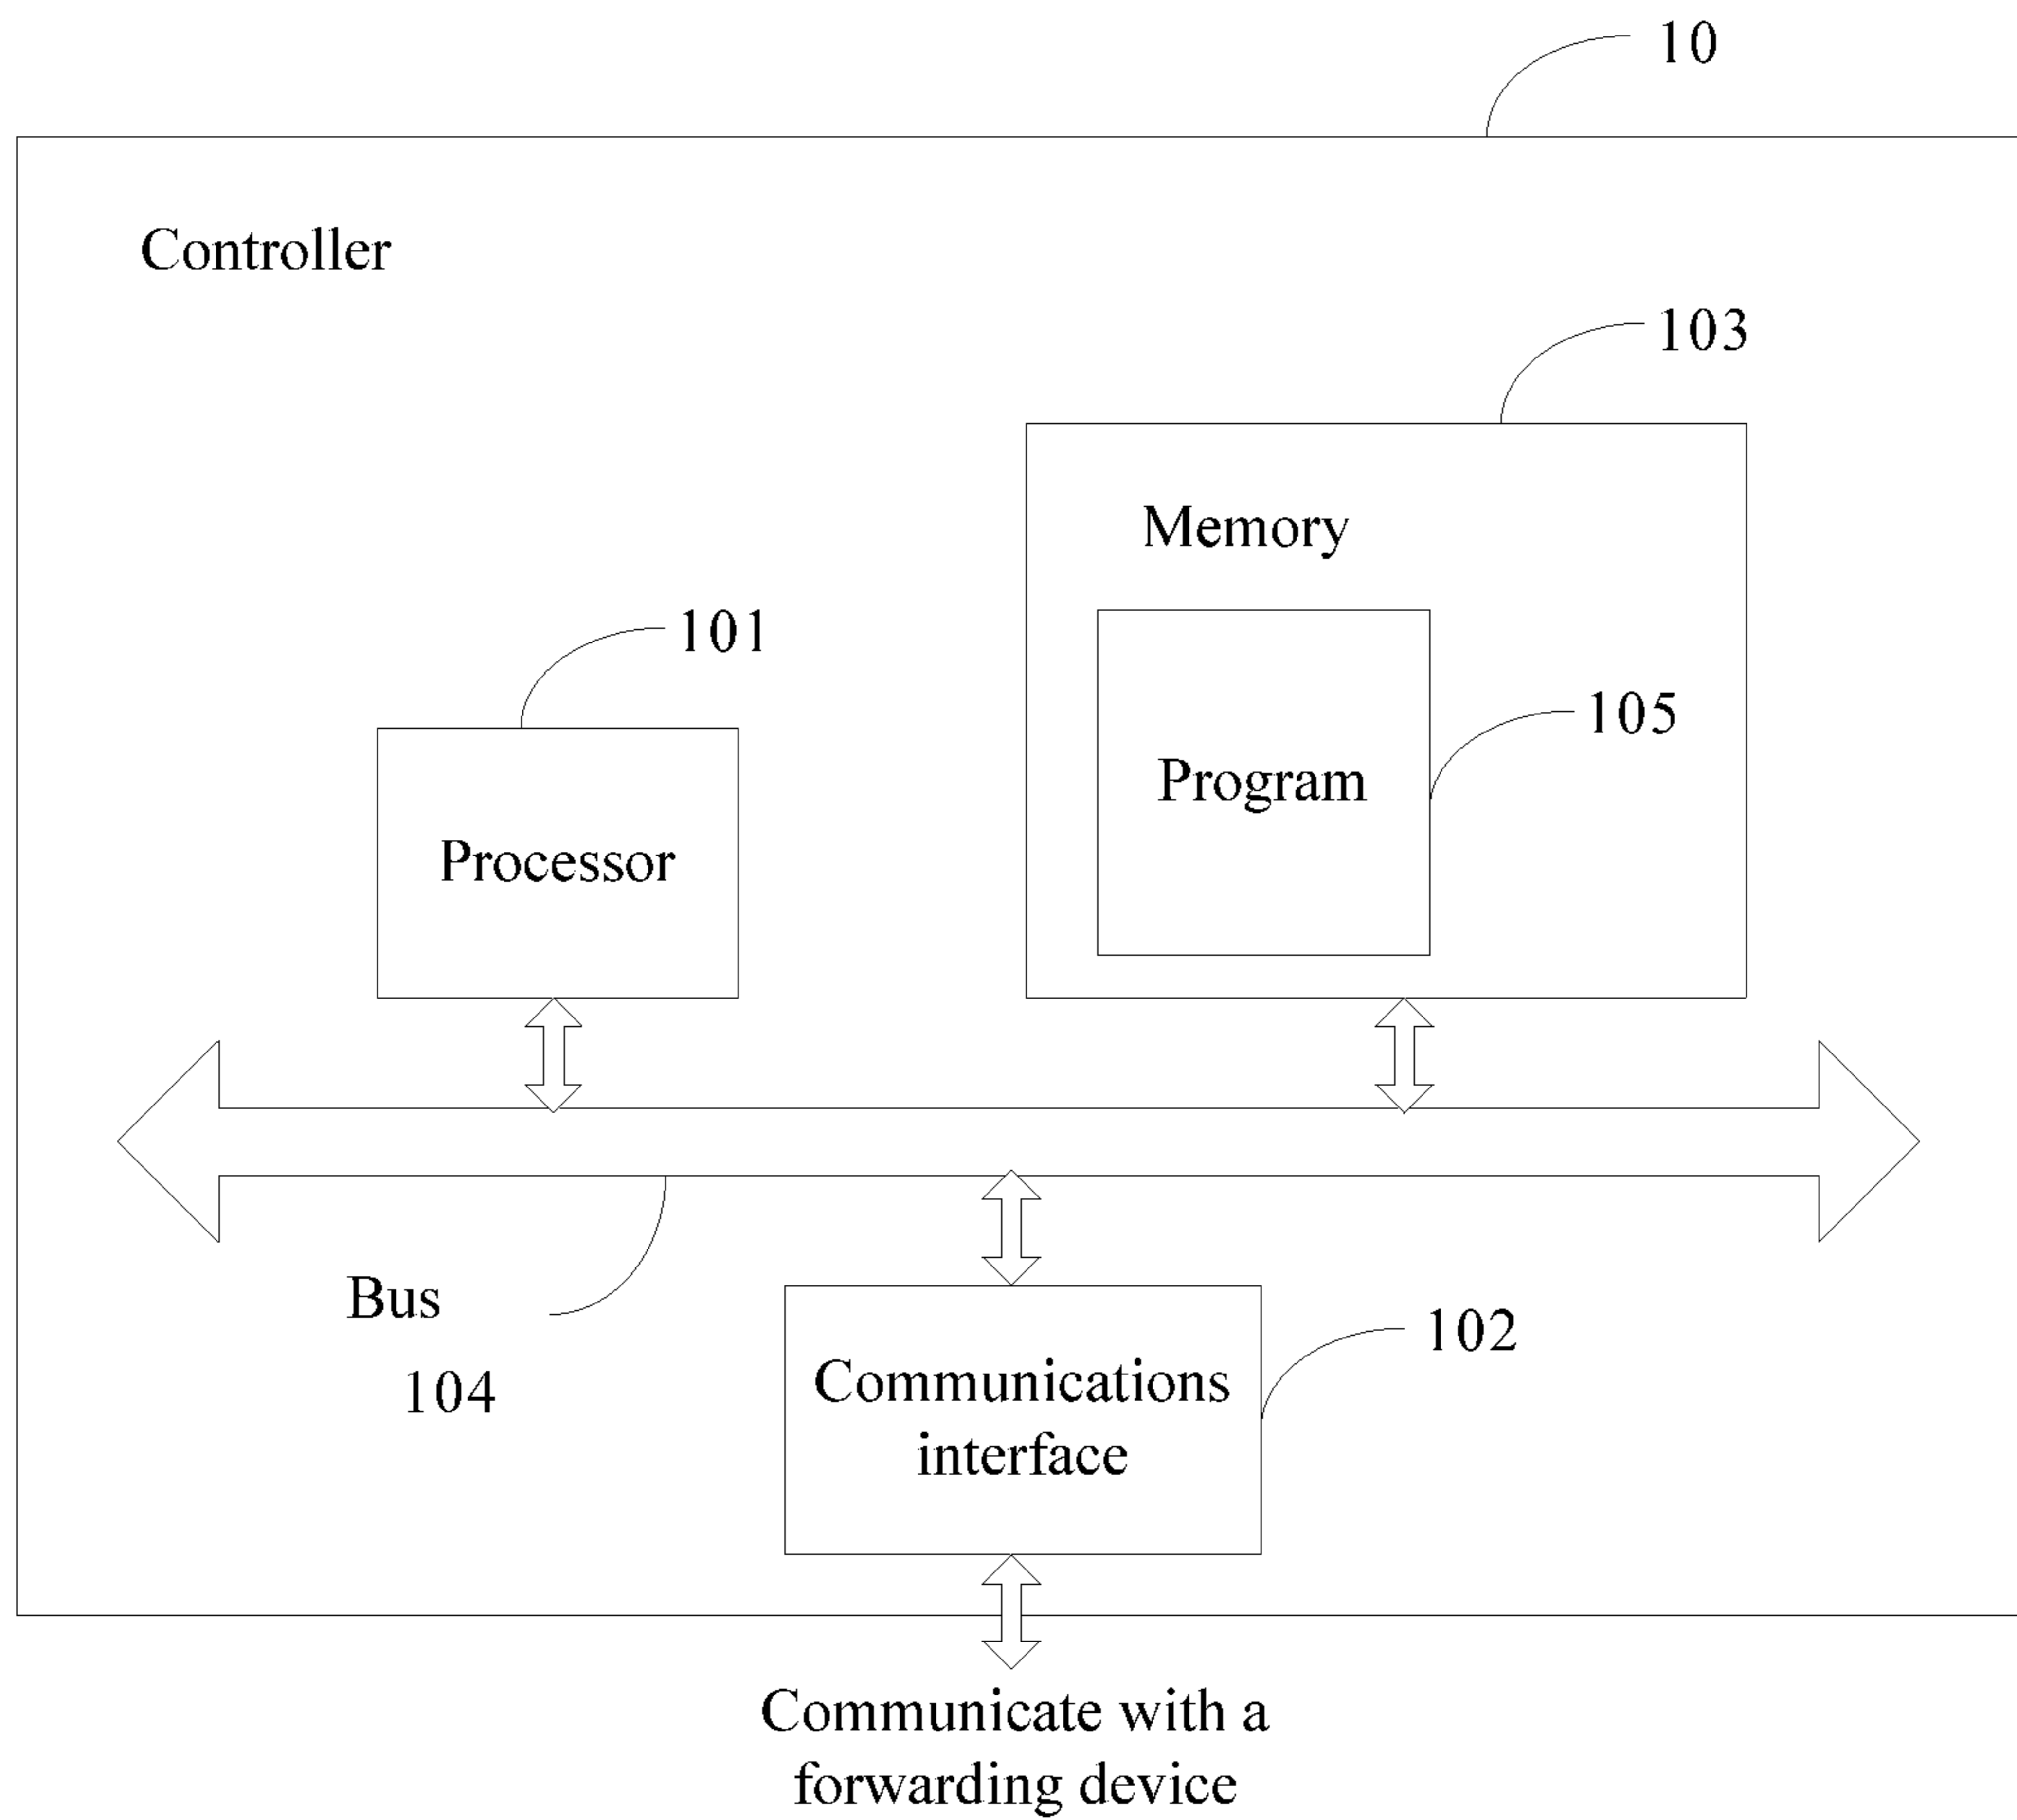 10
Controller
103
Memory
101
105
Program
Processor
Bus
104
102
Communications
interface
Communicate with a
forwarding device